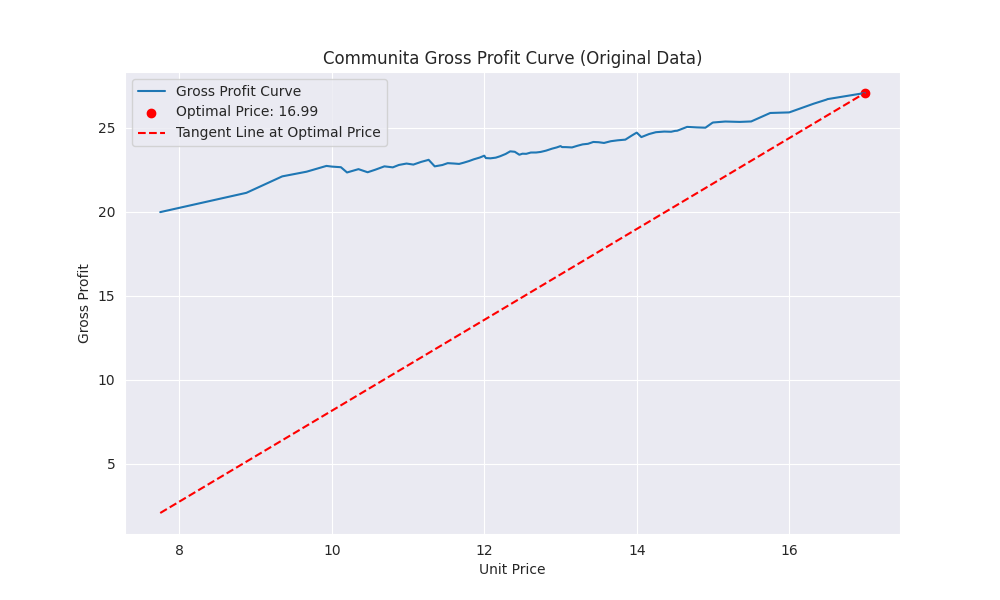 Communita Gross Profit Curve (Original Data)
Gross Profit Curve
Optimal Price: 16.99
Tangent Line at Optimal Price
Gross Profit
25
20
15
10
5
8 10 12 14 16
Unit Price